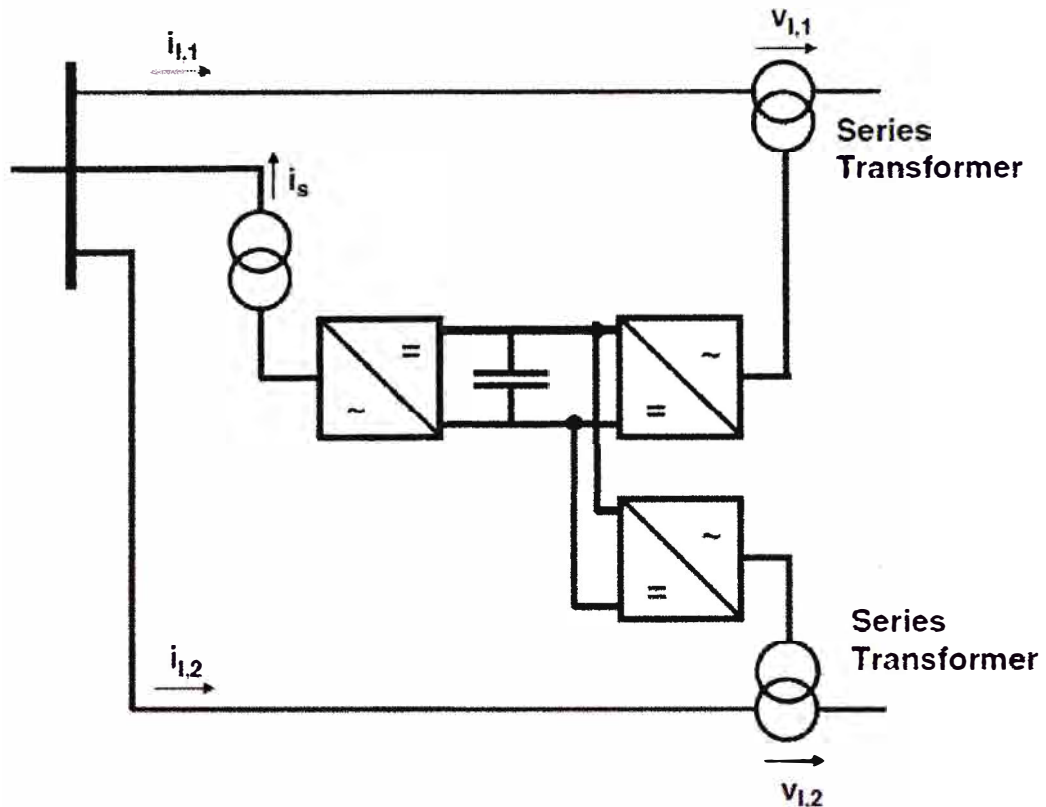 v_l,1
i_l,1
Series
Transformer
i_s
=
~
~
=
~
=
Series
Transformer
i_l,2
v_l,2